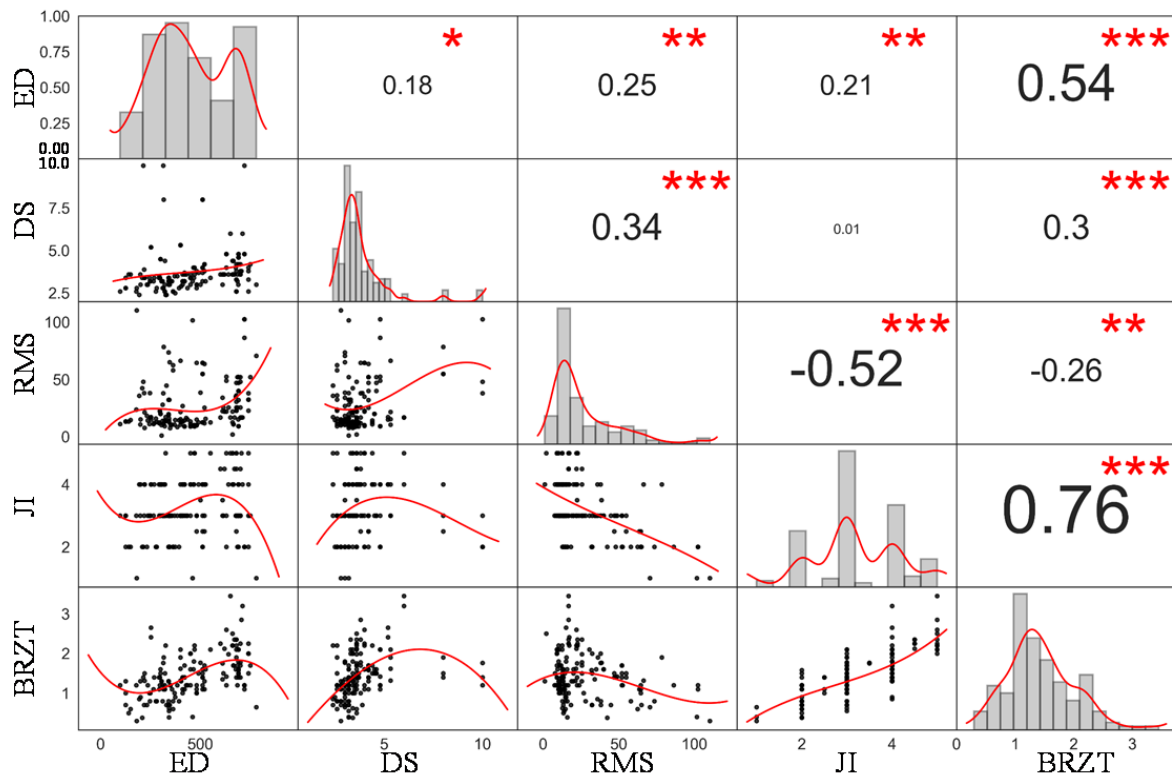 1.00 * ** ** ***
0.75
ED 0.50 0.18 0.25 0.21 0.54
0.25
0.00
10.0 *** ***
7.5
DS 0.34 0.01 0.3
5.0
2.5
100 *** **
RMS 50 -0.52 -0.26
0
***
4
JI 0.76
2
3
BRZT 2
1
0 500 5 10 0 50 100 2 4 0 1 2 3
ED DS RMS JI BRZT